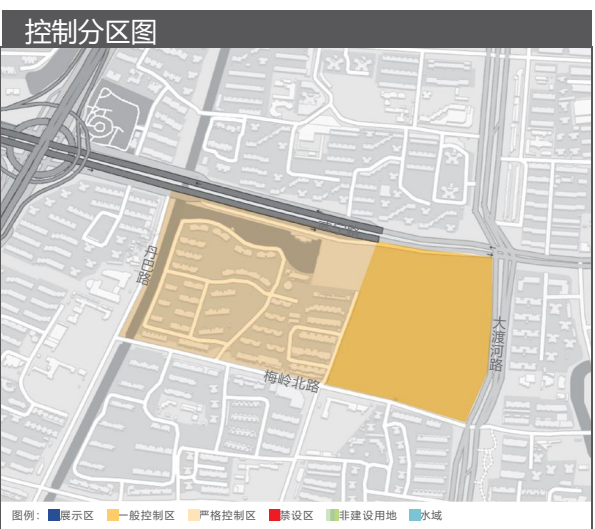 控制分区图
丹巴路
大渡河路
梅岭北路
图例： 展示区 一般控制区 严格控制区 禁设区 非建设用地 水域